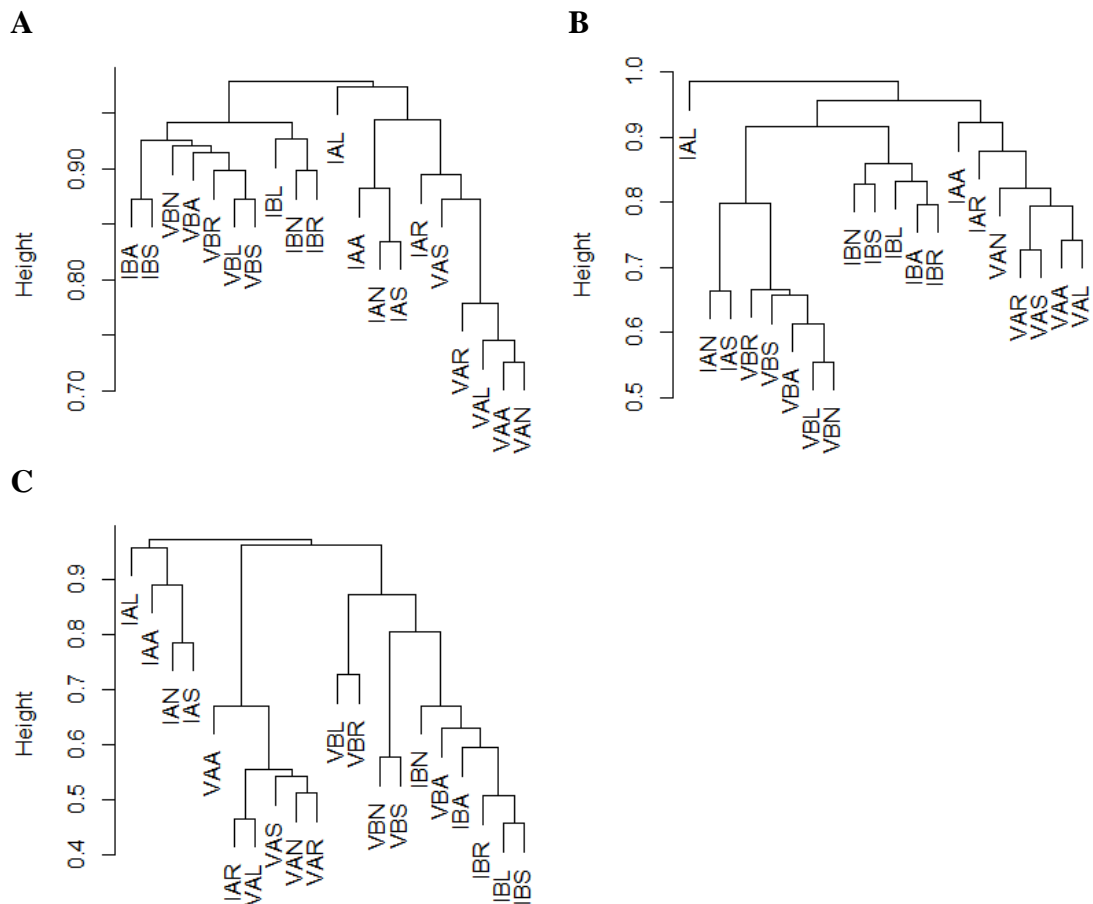 A
Height
0.70
0.80
0.90
IBA
IBS
VBN
VBA
VBR
VBL
VBS
IBL
IBN
IBR
IAL
IAA
IAN
IAS
IAR
VAS
VAR
VAL
VAA
VAN
B
Height
0.5
0.6
0.7
0.8
0.9
1.0
IAL
IAN
IAS
VBR
VBS
VBA
VBL
VBN
IBN
IBS
IBL
IBA
IBR
IAA
IAR
VAN
VAR
VAS
VAA
VAL
C
Height
0.4
0.5
0.6
0.7
0.8
0.9
IAL
IAA
IAN
IAS
VAA
IAR
VAL
VAS
VAN
VAR
VBL
VBR
VBN
VBS
IBN
VBA
IBA
IBR
IBL
IBS